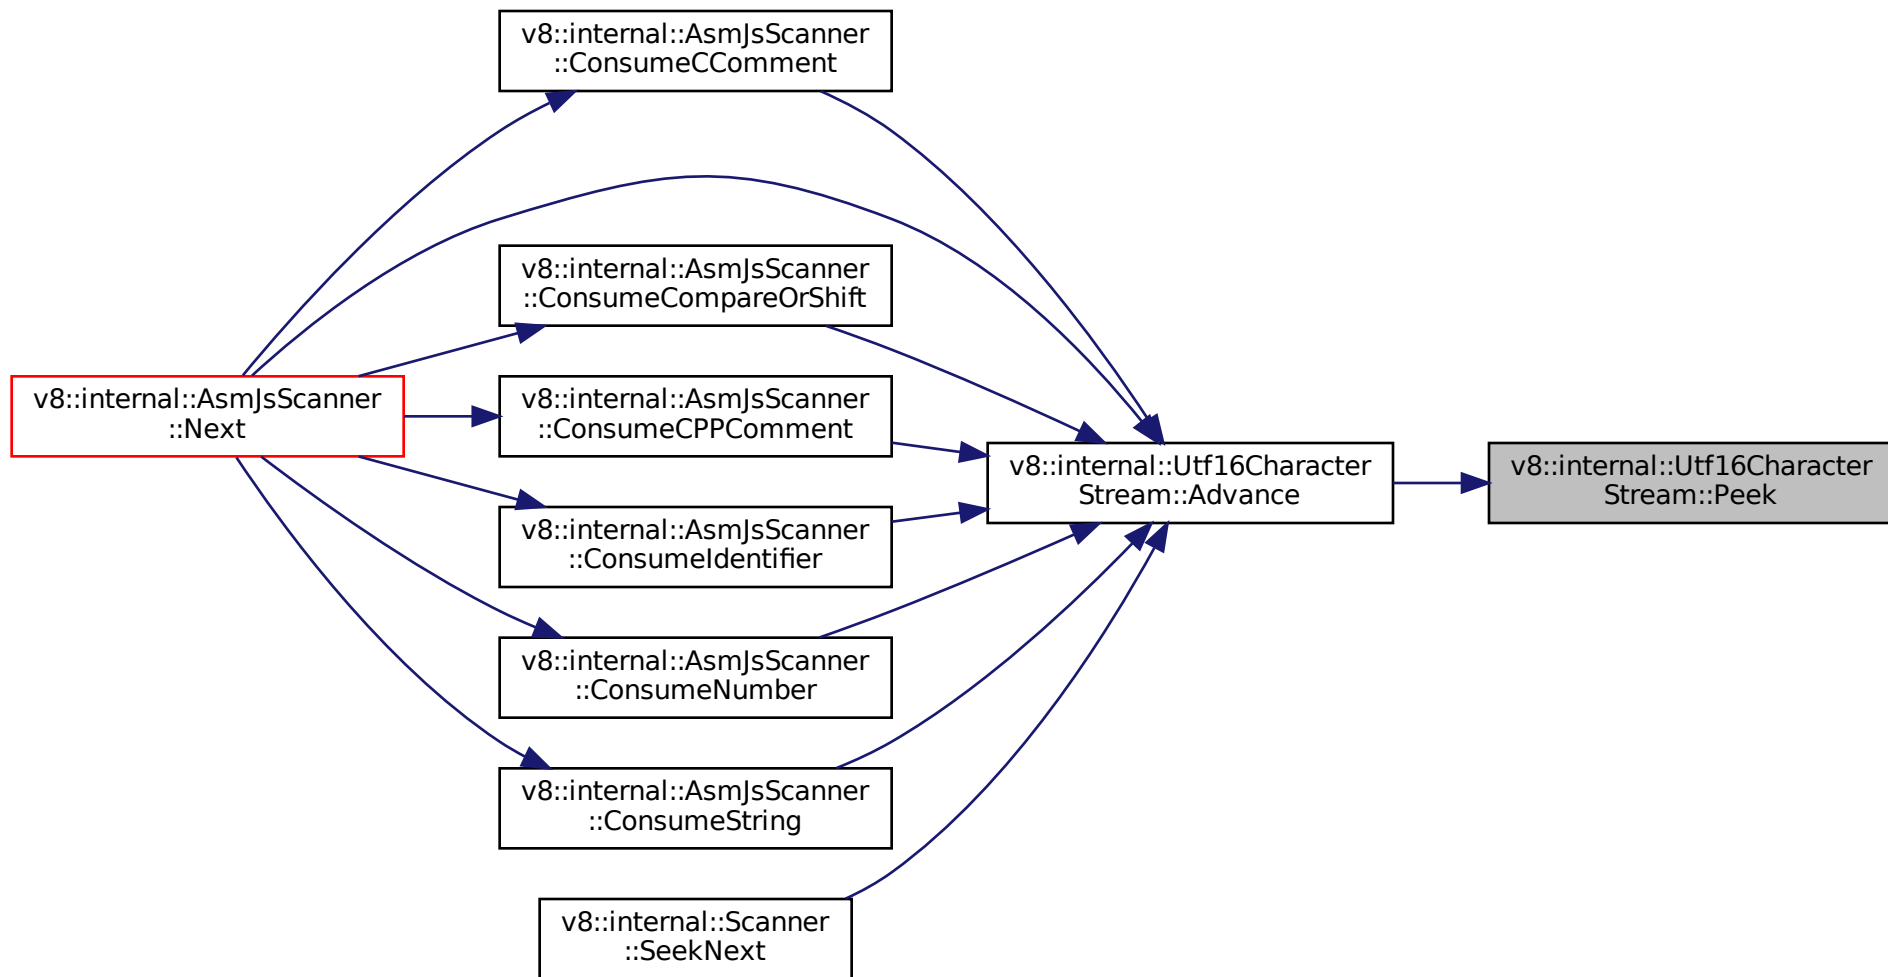 v8::internal::AsmJsScanner
::ConsumeCComment
v8::internal::AsmJsScanner
::ConsumeCompareOrShift
v8::internal::AsmJsScanner
::Next
v8::internal::AsmJsScanner
::ConsumeCPPComment
v8::internal::Utf16Character
Stream::Advance
v8::internal::Utf16Character
Stream::Peek
v8::internal::AsmJsScanner
::ConsumeIdentifier
v8::internal::AsmJsScanner
::ConsumeNumber
v8::internal::AsmJsScanner
::ConsumeString
v8::internal::Scanner
::SeekNext